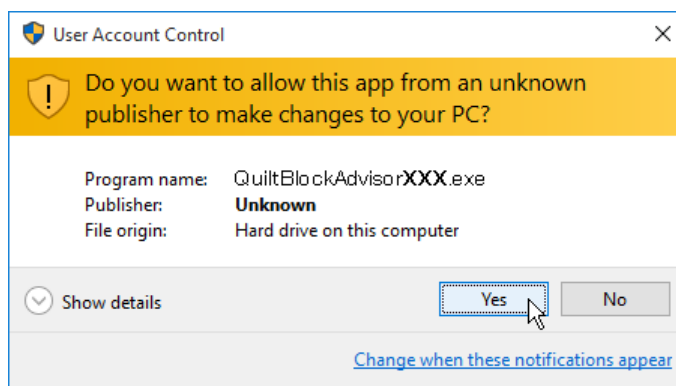 User Account Control
Do you want to allow this app from an unknown
publisher to make changes to your PC?
Program name: QuiltBlockAdvisorXXX.exe
Publisher: Unknown
File origin: Hard drive on this computer
Show details
Yes No
Change when these notifications appear